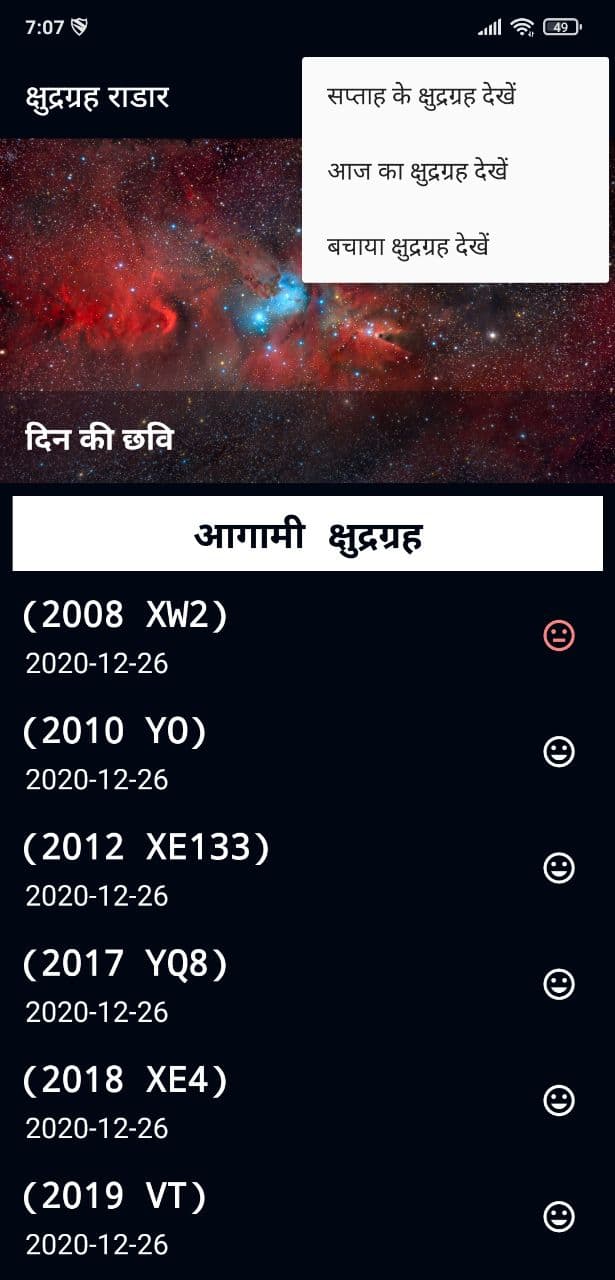 7:07
49
क्षुद्रग्रह राडार
सप्ताह के क्षुद्रग्रह देखें
आज का क्षुद्रग्रह देखें
बचाया क्षुद्रग्रह देखें
दिन की छवि
आगामी क्षुद्रग्रह
(2008 XW2)
2020-12-26
(2010 YO)
2020-12-26
(2012 XE133)
2020-12-26
(2017 YQ8)
2020-12-26
(2018 XE4)
2020-12-26
(2019 VT)
2020-12-26